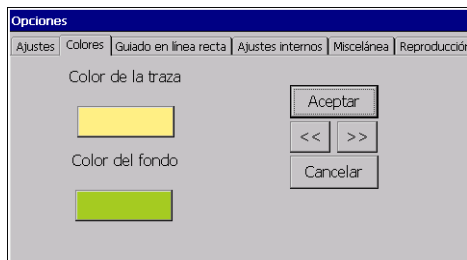 Opciones
Ajustes Colores Guiado en línea recta Ajustes internos Miscelánea Reproducción
Color de la traza
Aceptar
<< >>
Color del fondo
Cancelar